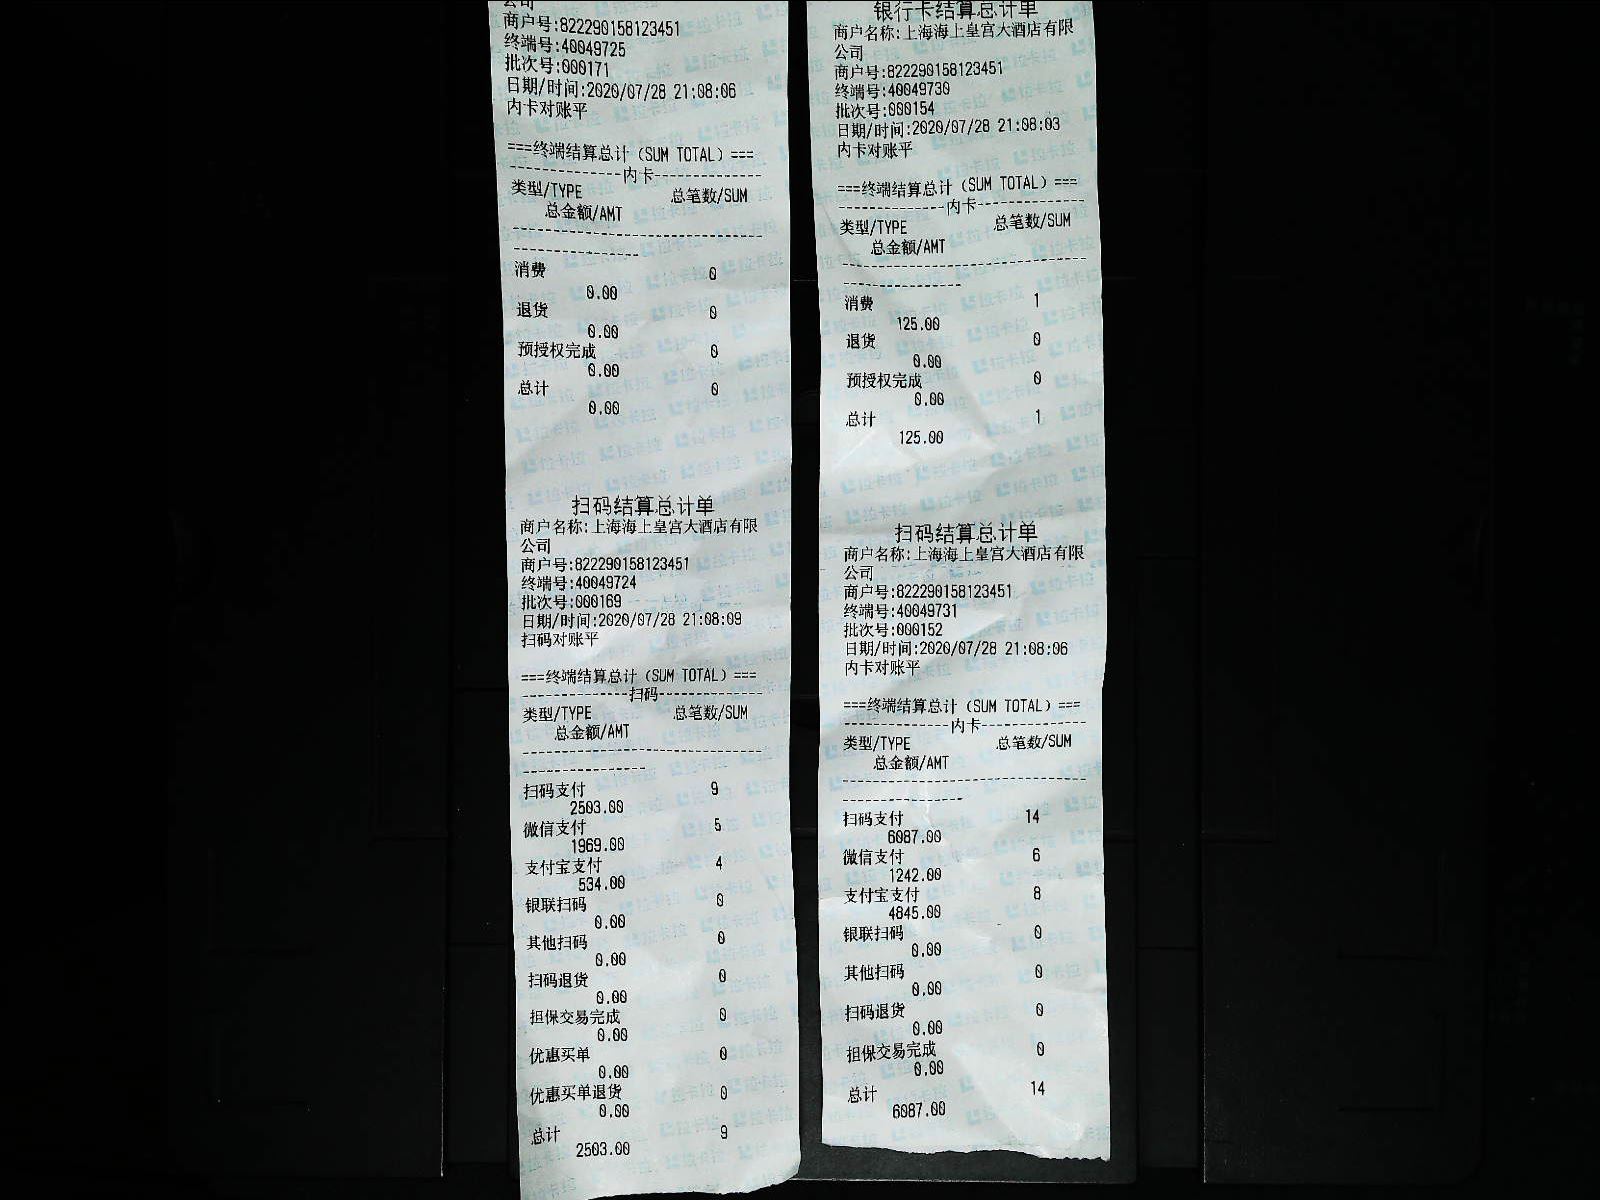 公司
商户号:822290158123451
终端号:40049725
批次号:000171
日期/时间:2020/07/28 21:08:06
内卡对账平
===终端结算总计(SUM TOTAL)===
---------------内卡---------------
类型/TYPE 总笔数/SUM
总金额/AMT
消费 0
0.00
退货 0
0.00
预授权完成 0
0.00
总计 0
0.00
扫码结算总计单
商户名称:上海海上皇宫大酒店有限
公司
商户号:822290158123451
终端号:40049724
批次号:000169
日期/时间:2020/07/28 21:08:09
扫码对账平
===终端结算总计(SUM TOTAL)===
---------------扫码---------------
类型/TYPE 总笔数/SUM
总金额/AMT
扫码支付 9
2503.00
微信支付 5
1969.00
支付宝支付 4
534.00
银联扫码 0
0.00
其他扫码 0
0.00
扫码退货 0
0.00
担保交易完成 0
0.00
优惠买单 0
0.00
优惠买单退货 0
0.00
总计 9
2503.00
银行卡结算总计单
商户名称:上海海上皇宫大酒店有限
公司
商户号:822290158123451
终端号:40049730
批次号:000154
日期/时间:2020/07/28 21:08:03
内卡对账平
===终端结算总计(SUM TOTAL)===
---------------内卡---------------
类型/TYPE 总笔数/SUM
总金额/AMT
消费 1
125.00
退货 0
0.00
预授权完成 0
0.00
总计 1
125.00
扫码结算总计单
商户名称:上海海上皇宫大酒店有限
公司
商户号:822290158123451
终端号:40049731
批次号:000152
日期/时间:2020/07/28 21:08:06
内卡对账平
===终端结算总计(SUM TOTAL)===
---------------内卡---------------
类型/TYPE 总笔数/SUM
总金额/AMT
扫码支付 14
6087.00
微信支付 6
1242.00
支付宝支付 8
4845.00
银联扫码 0
0.00
其他扫码 0
0.00
扫码退货 0
0.00
担保交易完成 0
0.00
总计 14
6087.00